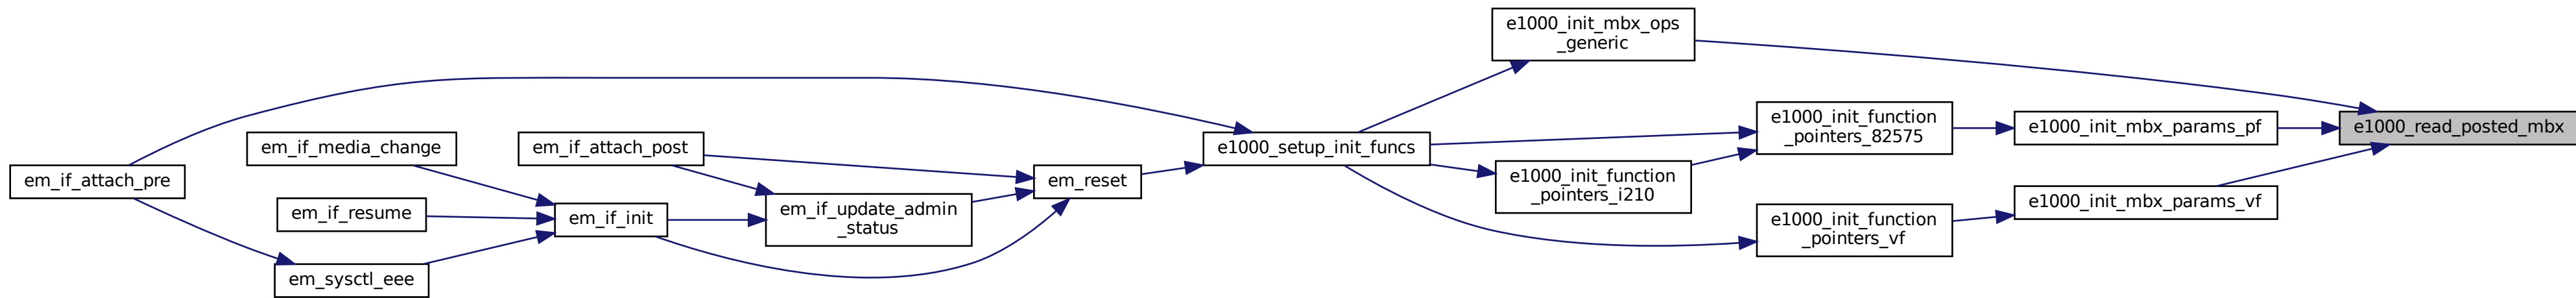 e1000_init_mbx_ops
_generic
e1000_init_function
_pointers_82575
e1000_init_mbx_params_pf
e1000_read_posted_mbx
em_if_media_change
em_if_attach_post
e1000_setup_init_funcs
em_if_attach_pre
em_reset
e1000_init_function
_pointers_i210
em_if_resume
em_if_init
em_if_update_admin
_status
e1000_init_mbx_params_vf
e1000_init_function
_pointers_vf
em_sysctl_eee